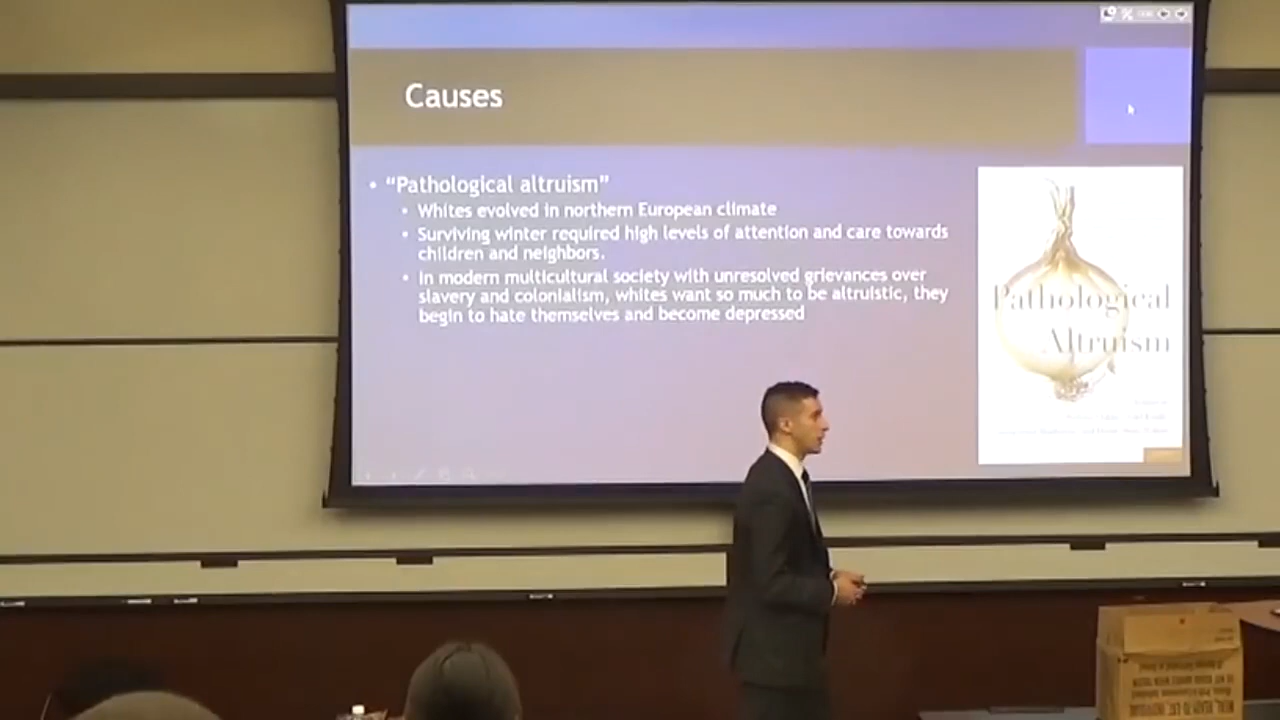 Causes
• “Pathological altruism”
• Whites evolved in northern European climate
• Surviving winter required high levels of attention and care towards
children and neighbors.
• In modern multicultural society with unresolved grievances over
slavery and colonialism, whites want so much to be altruistic, they
begin to hate themselves and become depressed
Pathological
Altruism